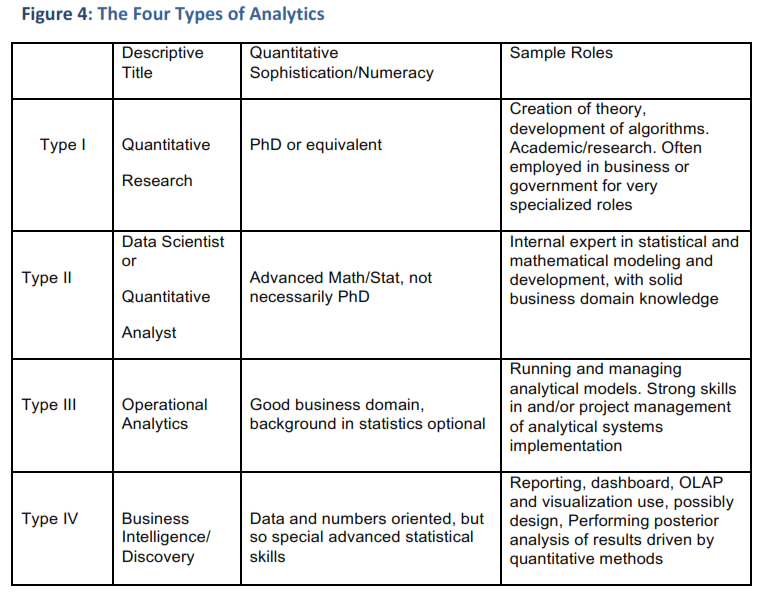 Figure 4: The Four Types of Analytics
Descriptive
Title
Quantitative
Sophistication/Numeracy
Sample Roles
Type I
Quantitative
Research
PhD or equivalent
Creation of theory,
development of algorithms.
Academic/research. Often
employed in business or
government for very
specialized roles
Type II
Data Scientist
or
Quantitative
Analyst
Advanced Math/Stat, not
necessarily PhD
Internal expert in statistical and
mathematical modeling and
development, with solid
business domain knowledge
Type III
Operational
Analytics
Good business domain,
background in statistics optional
Running and managing
analytical models. Strong skills
in and/or project management
of analytical systems
implementation
Type IV
Business
Intelligence/
Discovery
Data and numbers oriented, but
so special advanced statistical
skills
Reporting, dashboard, OLAP
and visualization use, possibly
design, Performing posterior
analysis of results driven by
quantitative methods